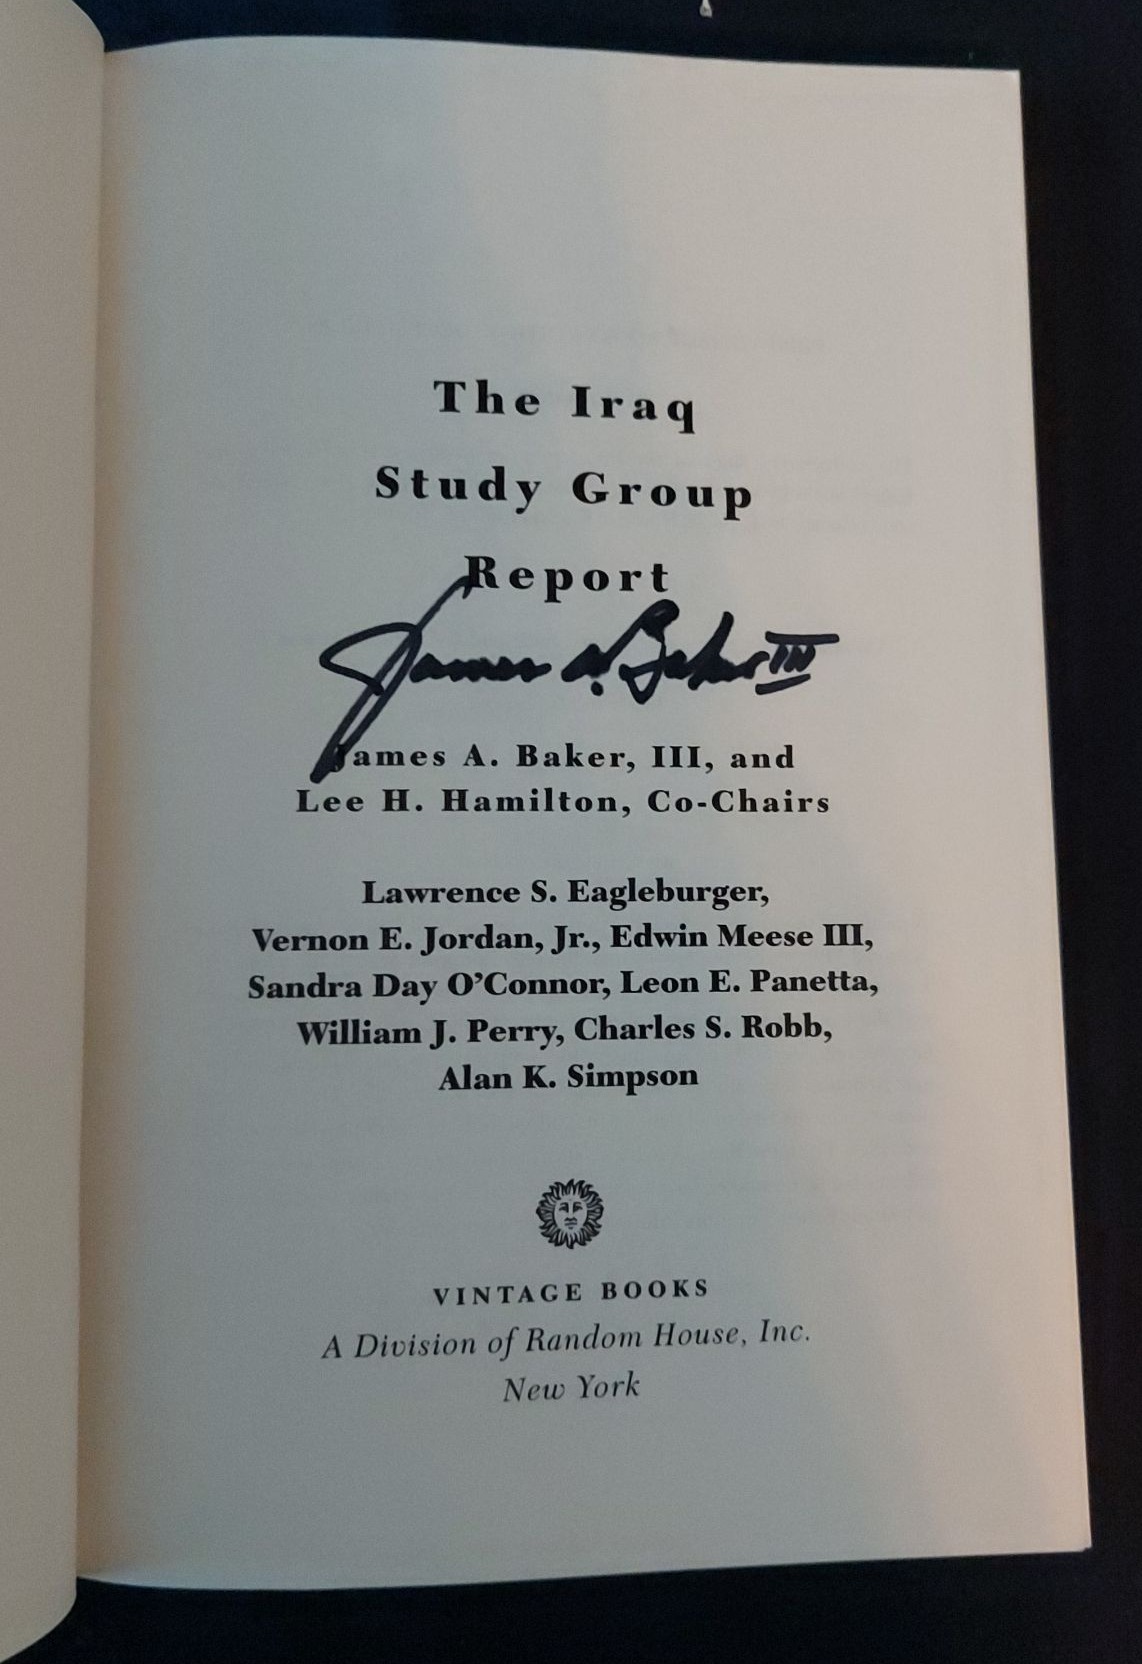 The Iraq
Study Group
Report
James A. Baker III
James A. Baker, III, and
Lee H. Hamilton, Co-Chairs
Lawrence S. Eagleburger,
Vernon E. Jordan, Jr., Edwin Meese III,
Sandra Day O’Connor, Leon E. Panetta,
William J. Perry, Charles S. Robb,
Alan K. Simpson
VINTAGE BOOKS
A Division of Random House, Inc.
New York